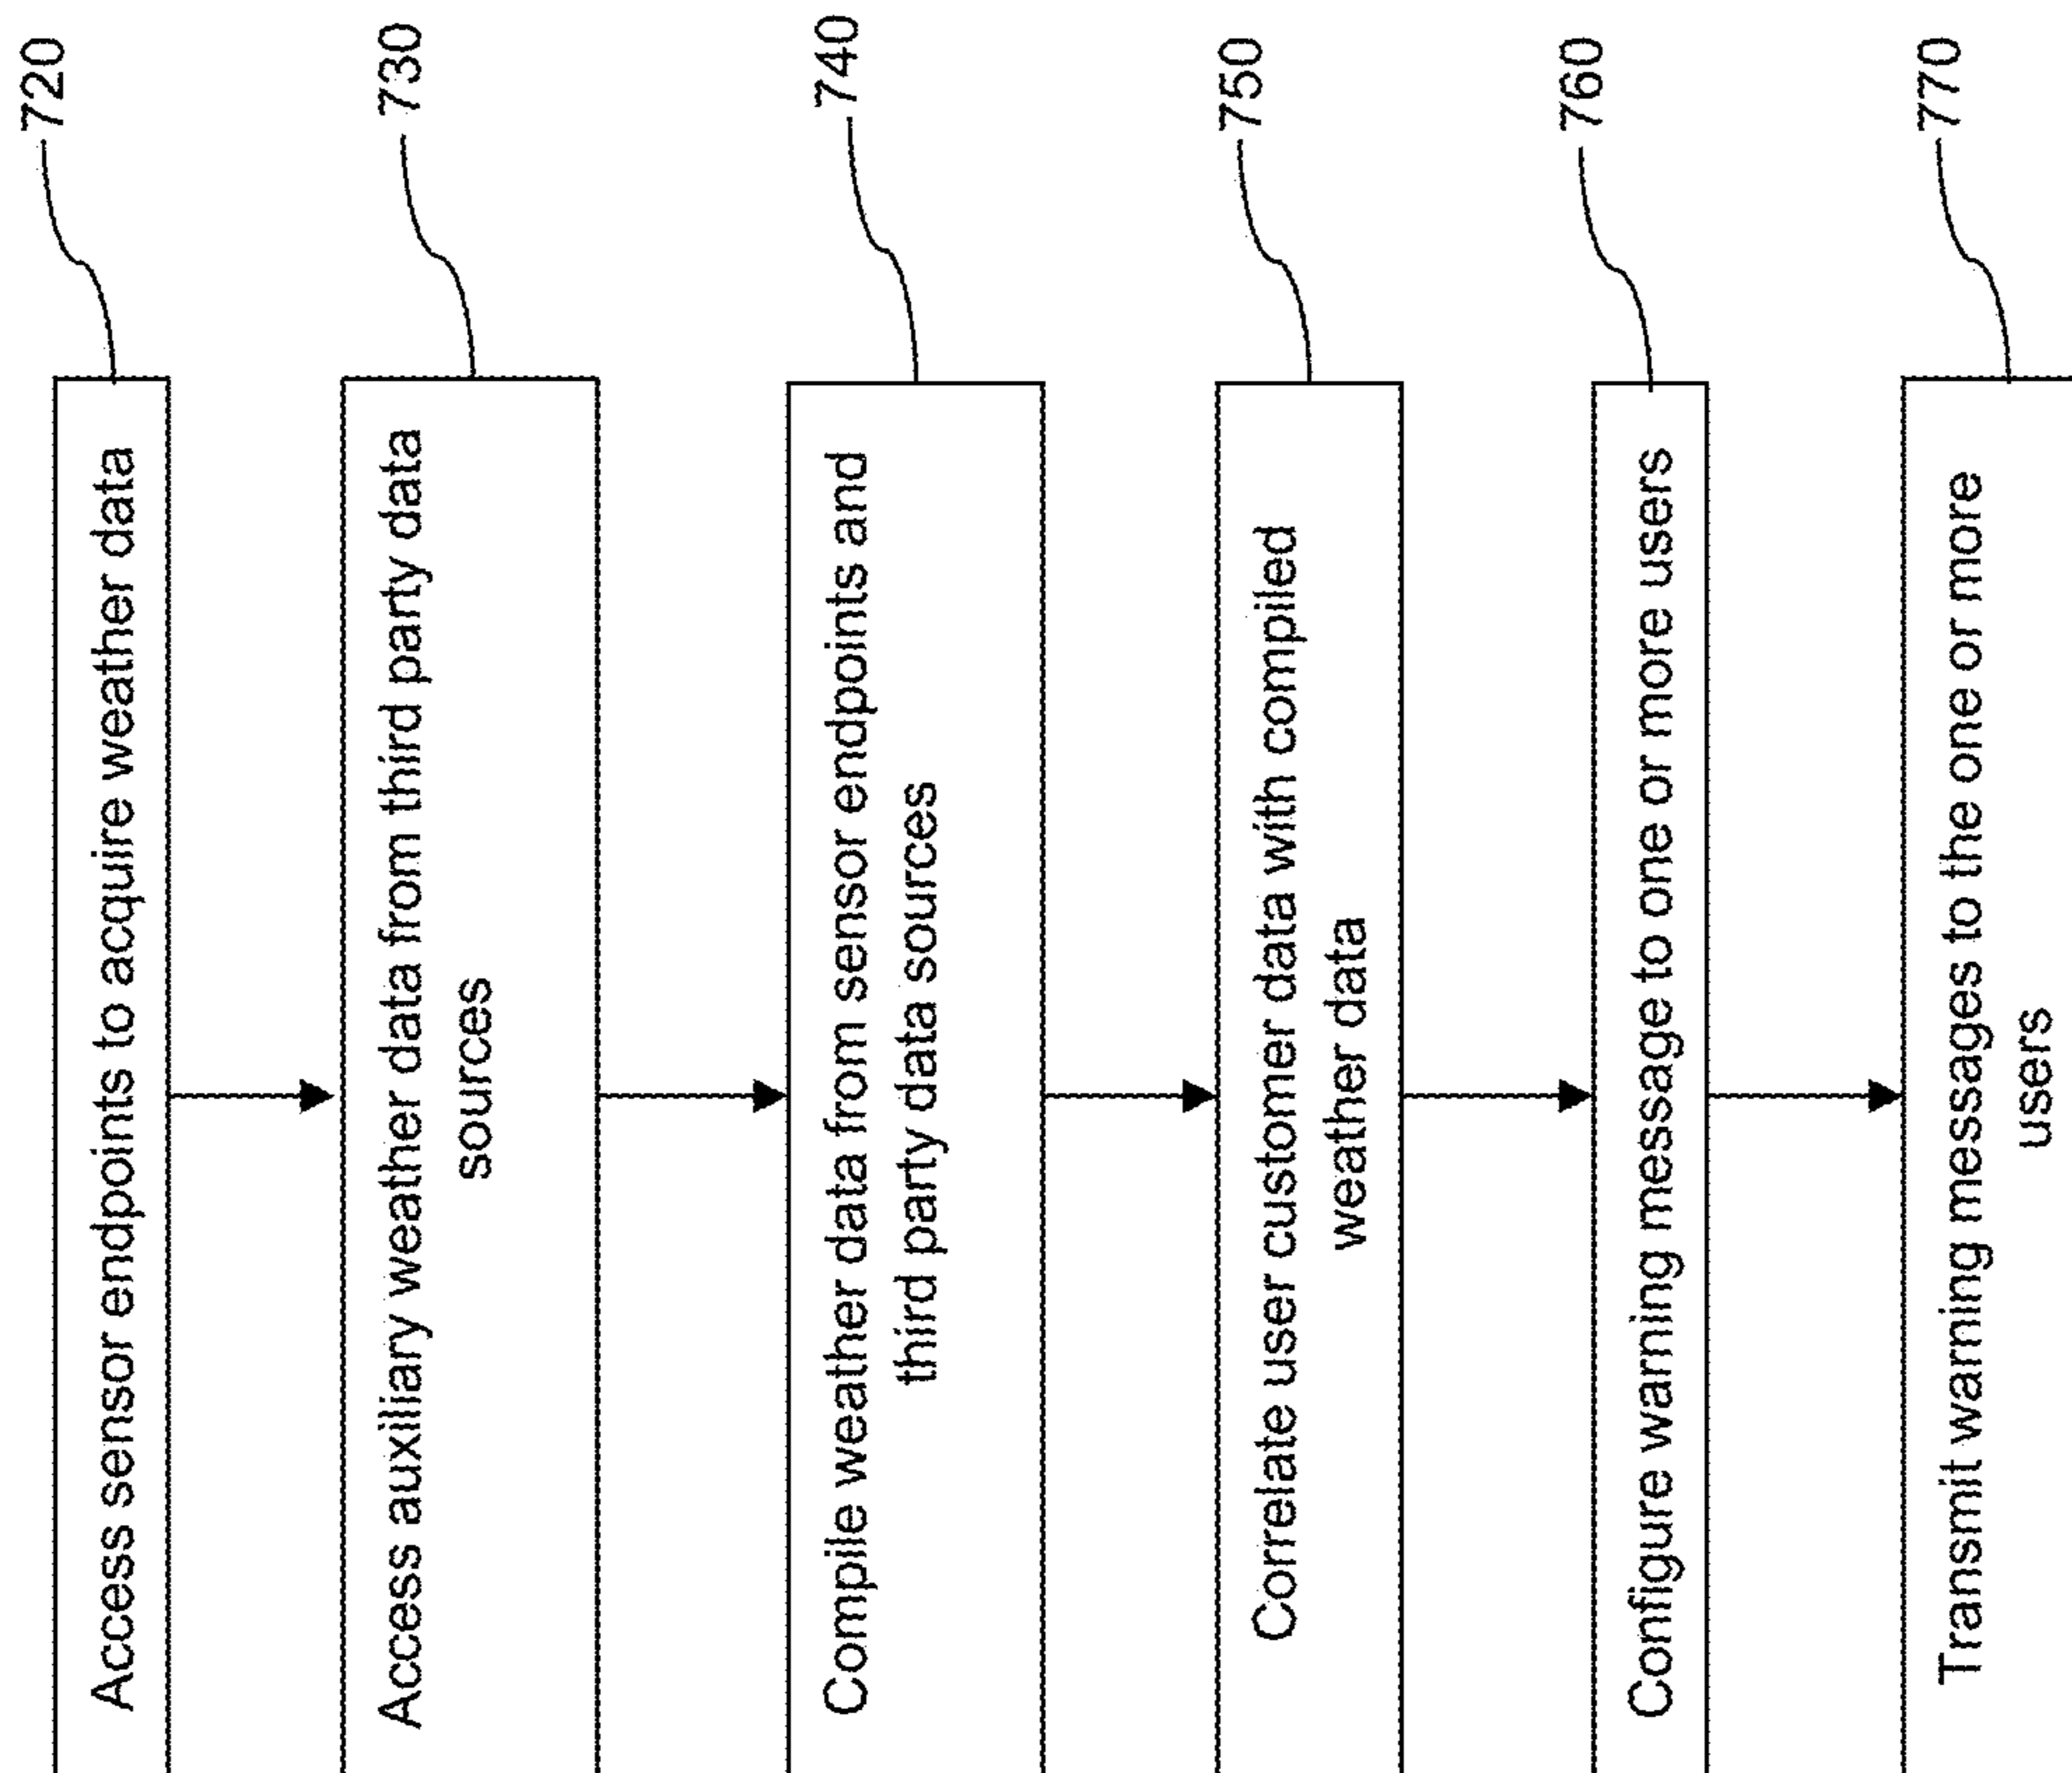 720
Access sensor endpoints to acquire weather data
730
Access auxiliary weather data from third party data
sources
740
Compile weather data from sensor endpoints and
third party data sources
750
Correlate user customer data with compiled
weather data
760
Configure warning message to one or more users
770
Transmit warning messages to the one or more
users